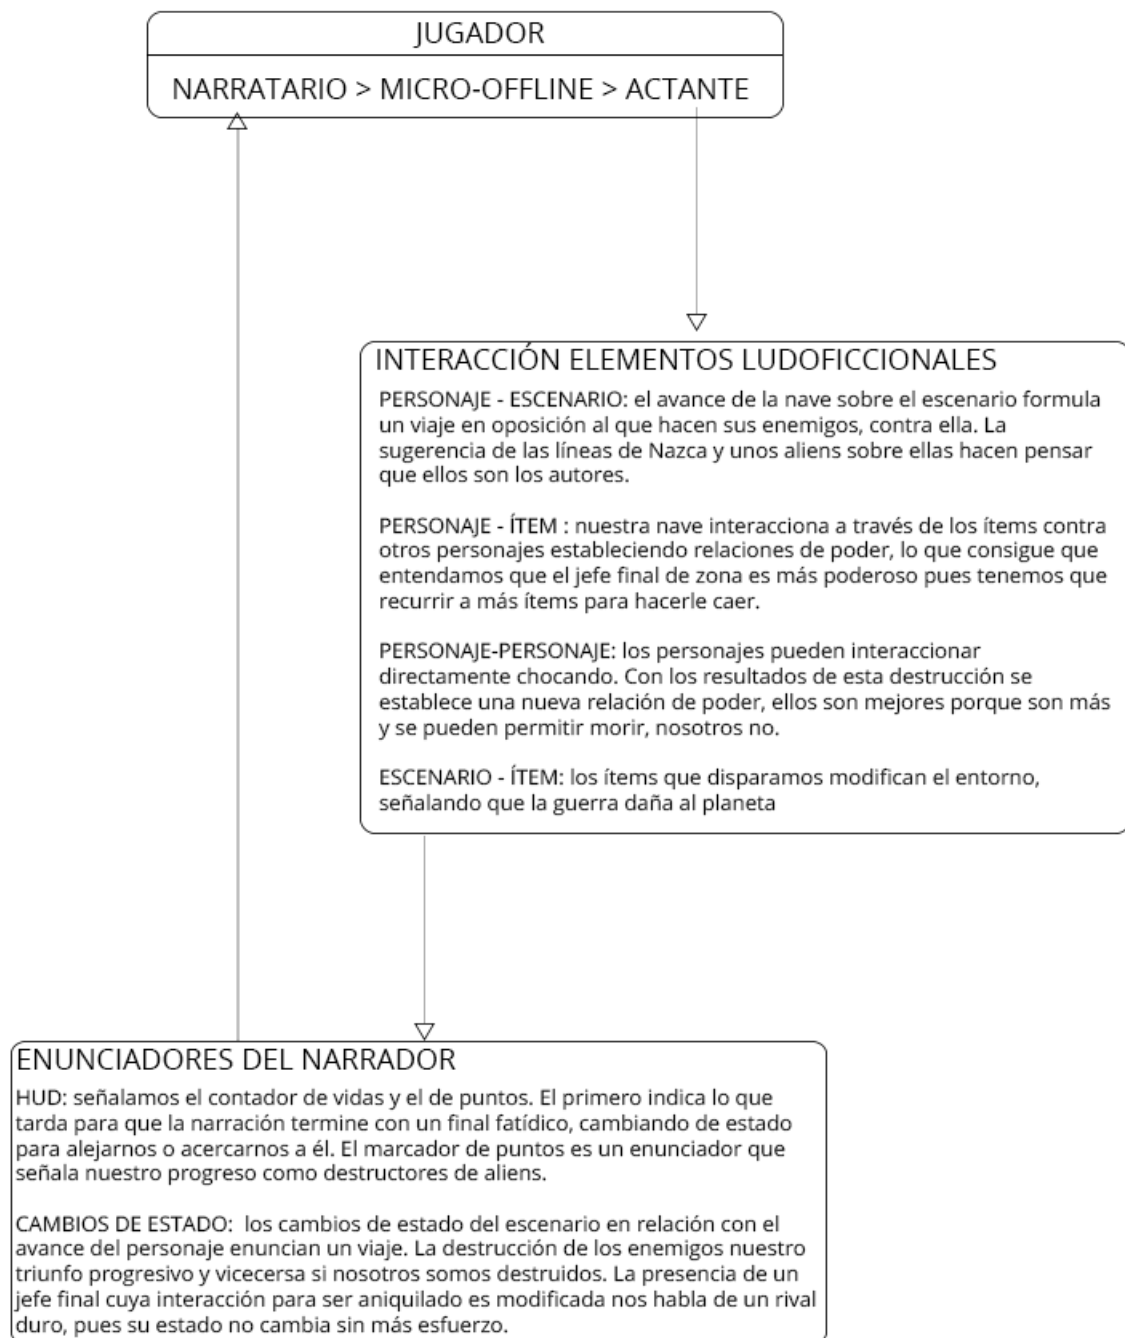 JUGADOR
NARRATARIO > MICRO-OFFLINE > ACTANTE
INTERACCIÓN ELEMENTOS LUDOFICCIONALES
PERSONAJE - ESCENARIO: el avance de la nave sobre el escenario formula
un viaje en oposición al que hacen sus enemigos, contra ella. La
sugerencia de las líneas de Nazca y unos aliens sobre ellas hacen pensar
que ellos son los autores.
PERSONAJE - ÍTEM : nuestra nave interacciona a través de los ítems contra
otros personajes estableciendo relaciones de poder, lo que consigue que
entendamos que el jefe final de zona es más poderoso pues tenemos que
recurrir a más ítems para hacerle caer.
PERSONAJE-PERSONAJE: los personajes pueden interaccionar
directamente chocando. Con los resultados de esta destrucción se
establece una nueva relación de poder, ellos son mejores porque son más
y se pueden permitir morir, nosotros no.
ESCENARIO - ÍTEM: los ítems que disparamos modifican el entorno,
señalando que la guerra daña al planeta
ENUNCIADORES DEL NARRADOR
HUD: señalamos el contador de vidas y el de puntos. El primero indica lo que
tarda para que la narración termine con un final fatídico, cambiando de estado
para alejarnos o acercarnos a él. El marcador de puntos es un enunciador que
señala nuestro progreso como destructores de aliens.
CAMBIOS DE ESTADO: los cambios de estado del escenario en relación con el
avance del personaje enuncian un viaje. La destrucción de los enemigos nuestro
triunfo progresivo y vicecersa si nosotros somos destruidos. La presencia de un
jefe final cuya interacción para ser aniquilado es modificada nos habla de un rival
duro, pues su estado no cambia sin más esfuerzo.